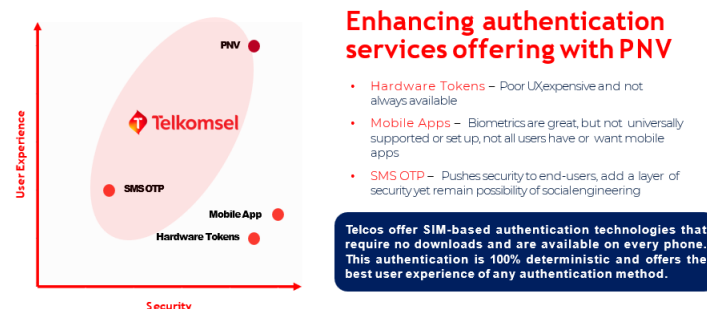 Enhancing authentication
services offering with PNV
PNV
Telkomsel
SMS OTP
Mobile App
Hardware Tokens
User Experience
Security
• Hardware Tokens – Poor UX,expensive and not
always available
• Mobile Apps – Biometrics are great, but not universally
supported or set up, not all users have or want mobile
apps
• SMS OTP – Pushes security to end-users, add a layer of
security yet remain possibility of social engineering
Telcos offer SIM-based authentication technologies that
require no downloads and are available on every phone.
This authentication is 100% deterministic and offers the
best user experience of any authentication method.